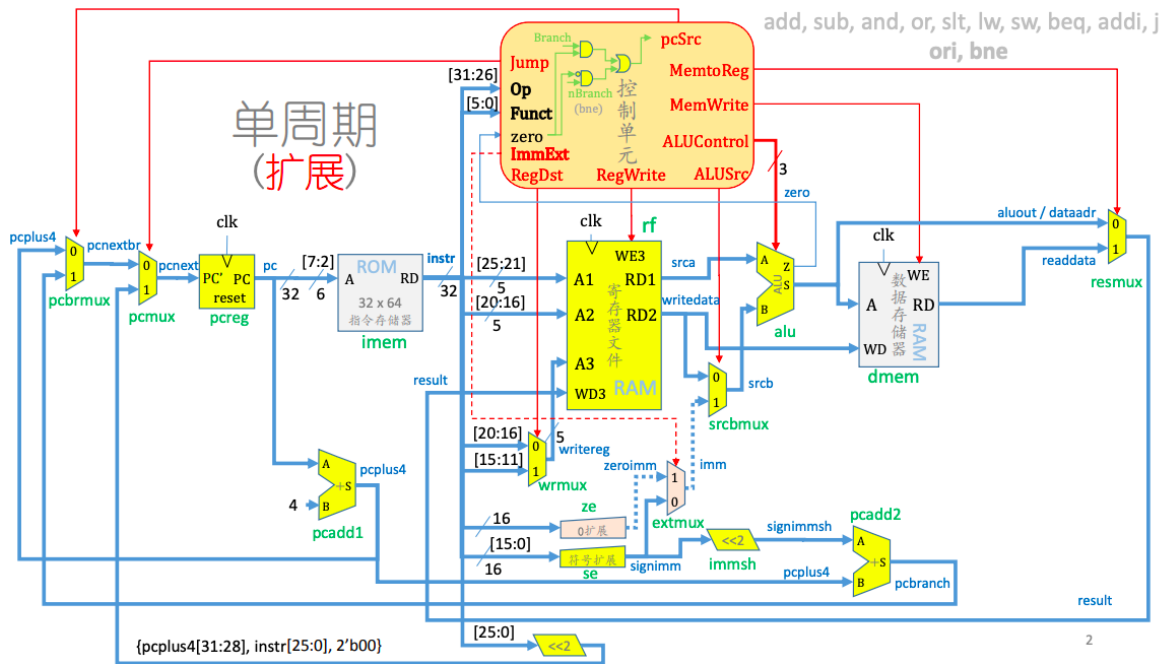 add, sub, and, or, slt, lw, sw, beq, addi, j
ori, bne
单周期
(扩展)
Branch
pcSrc
Jump
MemtoReg
[31:26]
Op
nBranch
(bne)
控制单元
[5:0]
Funct
MemWrite
zero
ALUControl
ImmExt
RegDst
RegWrite
ALUSrc
3
zero
clk
clk
rf
clk
aluout / dataadr
pcplus4
0
1
pcbrmux
pcnextbr
0
1
pcmux
pcnext
PC'
PC
reset
pcreg
pc
32
[7:2]
6
ROM
A
RD
32 x 64
指令存储器
imem
instr
32
[25:21]
5
[20:16]
5
A1
A2
A3
WD3
WE3
RD1
RD2
寄存器文件
RAM
srca
writedata
A
B
Z
S
ALU
alu
A
WD
WE
RD
数据存储器
RAM
dmem
readdata
0
1
resmux
result
0
1
srcbmux
srcb
[20:16]
[15:11]
0
1
5
writereg
wrmux
zeroimm
1
0
imm
extmux
A
B
+S
4
pcplus4
pcadd1
16
ze
0扩展
[15:0]
16
符号扩展
se
signimm
<<2
immsh
signimmsh
pcadd2
A
B
+S
pcplus4
pcbranch
result
{pcplus4[31:28], instr[25:0], 2’b00}
[25:0]
<<2
2